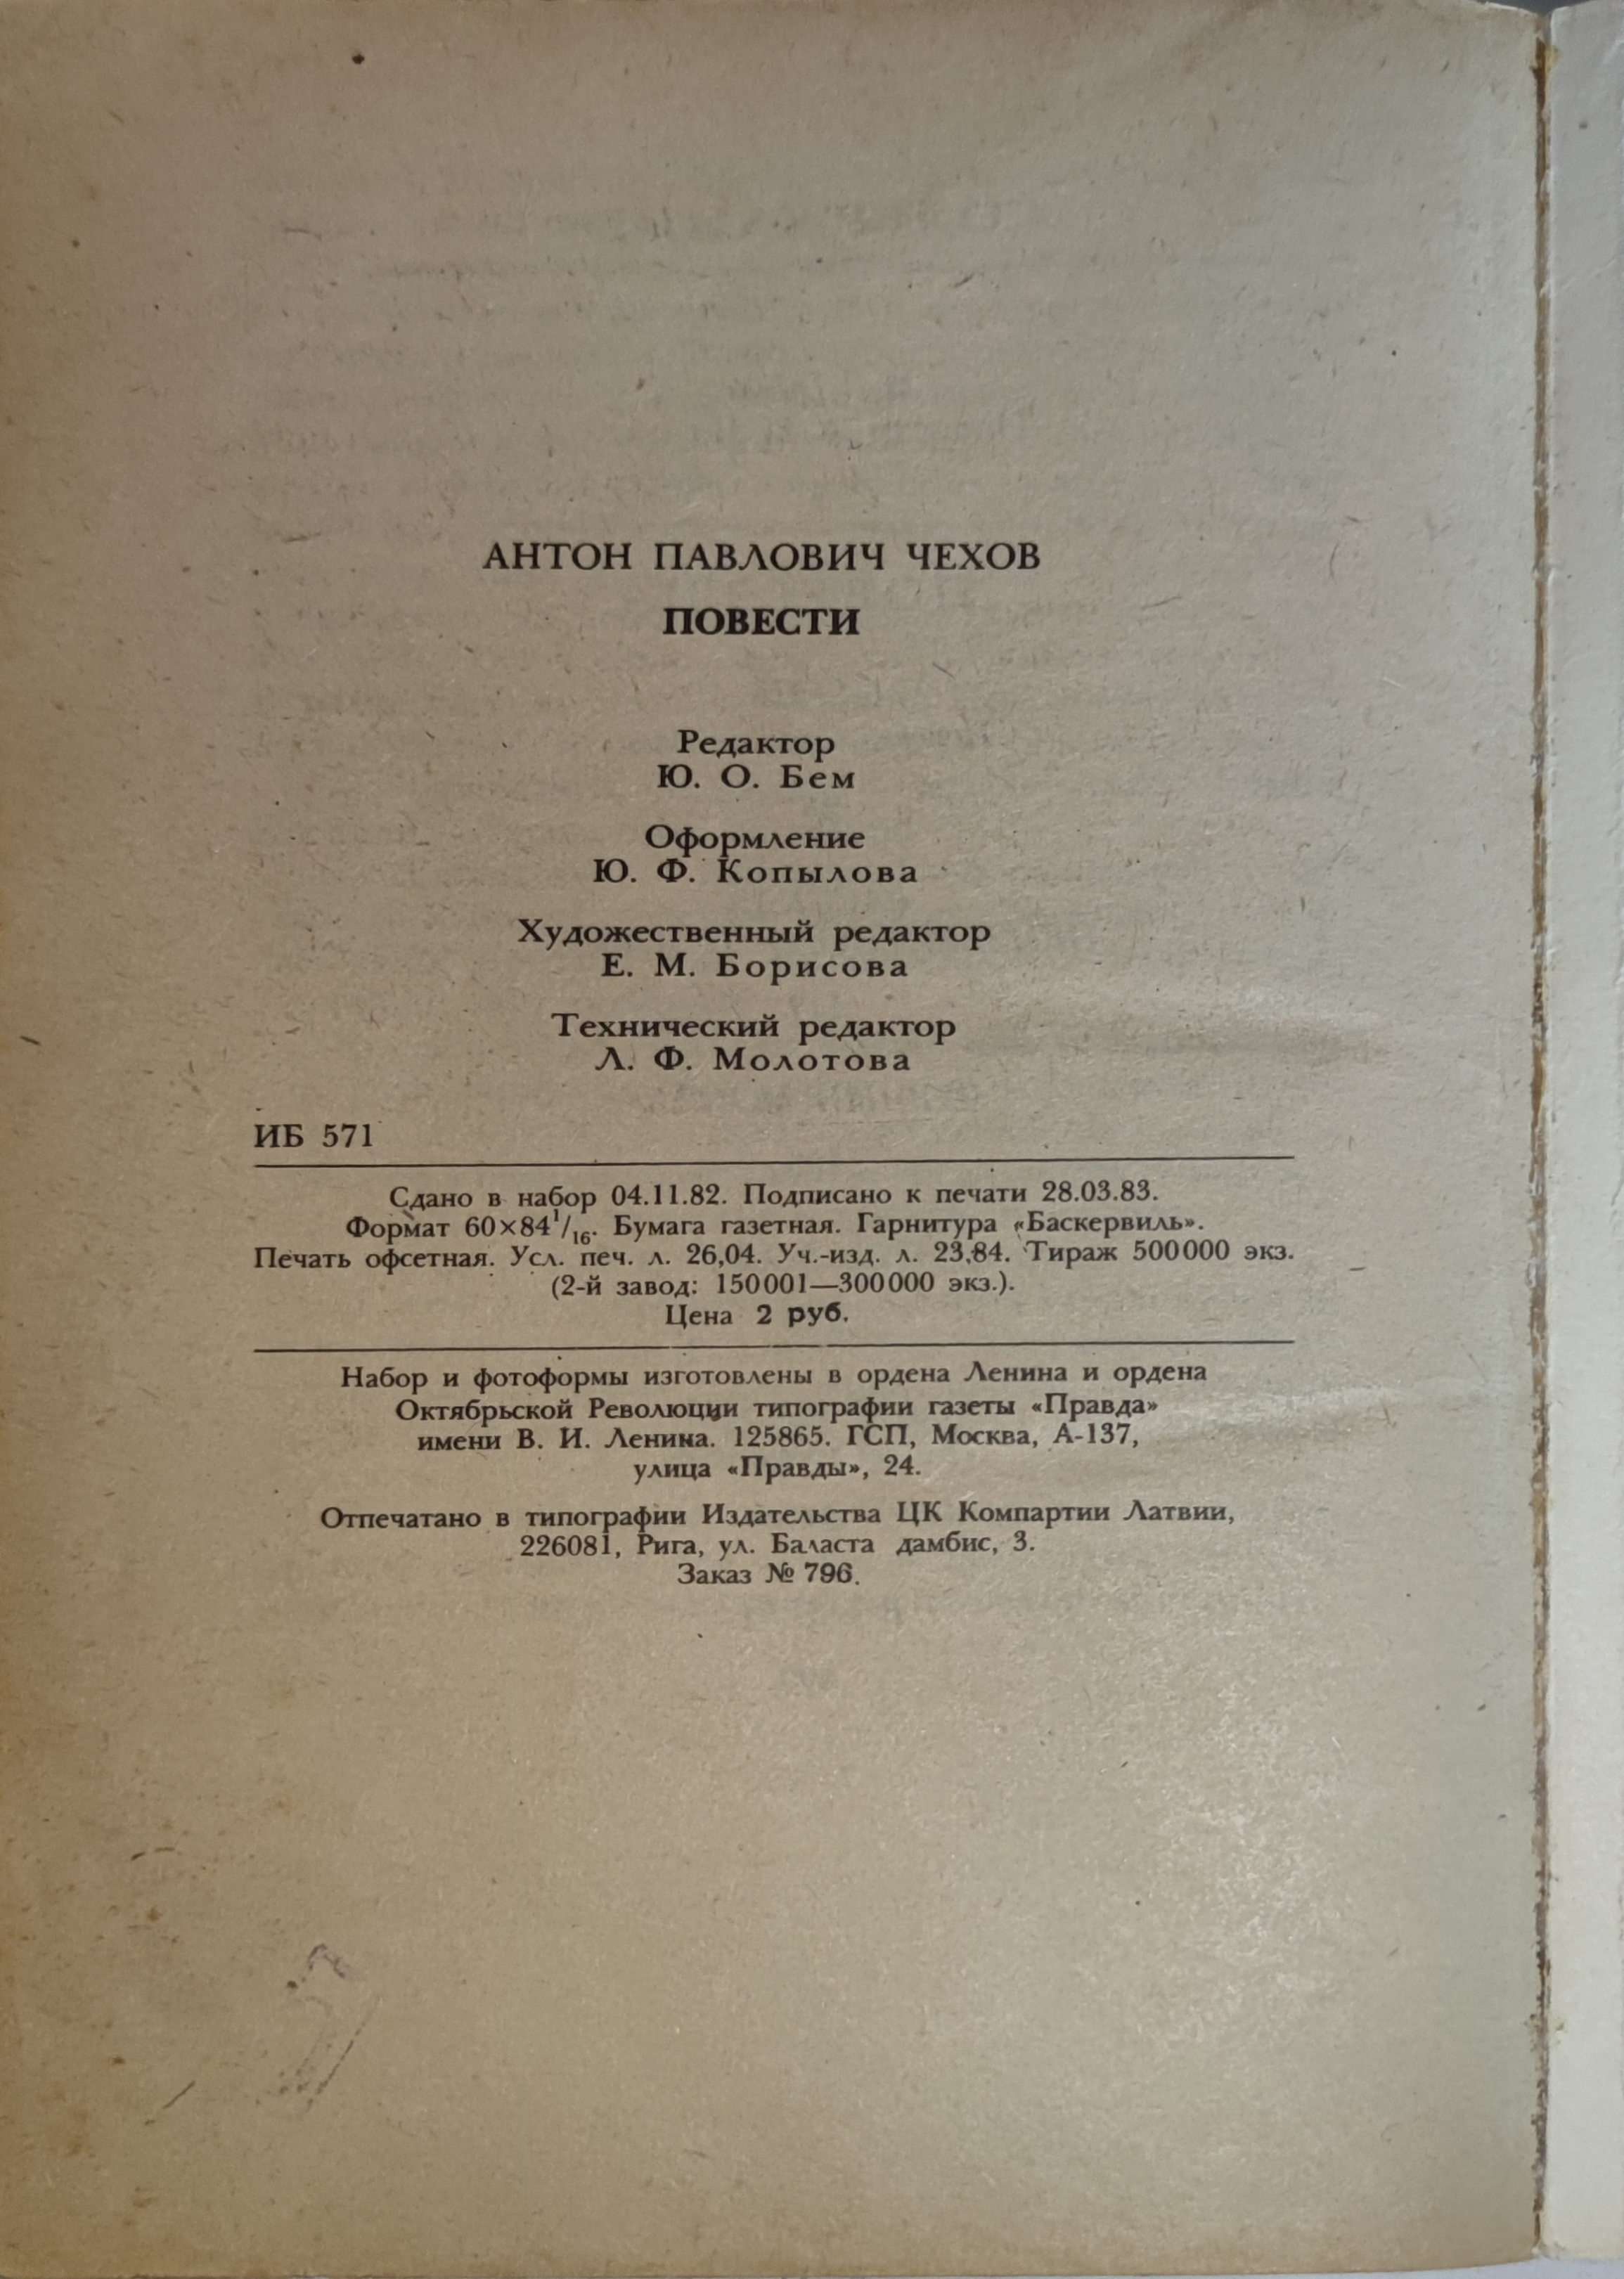 АНТОН ПАВЛОВИЧ ЧЕХОВ
ПОВЕСТИ
Редактор
Ю. О. Бем
Оформление
Ю. Ф. Копылова
Художественный редактор
Е. М. Борисова
Технический редактор
Л. Ф. Молотова
ИБ 571
Сдано в набор 04.11.82. Подписано к печати 28.03.83.
Формат 60×84¹/₁₆. Бумага газетная. Гарнитура «Баскервиль».
Печать офсетная. Усл. печ. л. 26,04. Уч.-изд. л. 23,84. Тираж 500000 экз.
(2-й завод: 150001—300000 экз.).
Цена 2 руб.
Набор и фотоформы изготовлены в ордена Ленина и ордена
Октябрьской Революции типографии газеты «Правда»
имени В. И. Ленина. 125865. ГСП, Москва, А-137,
улица «Правды», 24.
Отпечатано в типографии Издательства ЦК Компартии Латвии,
226081, Рига, ул. Баласта дамбис, 3.
Заказ № 796.